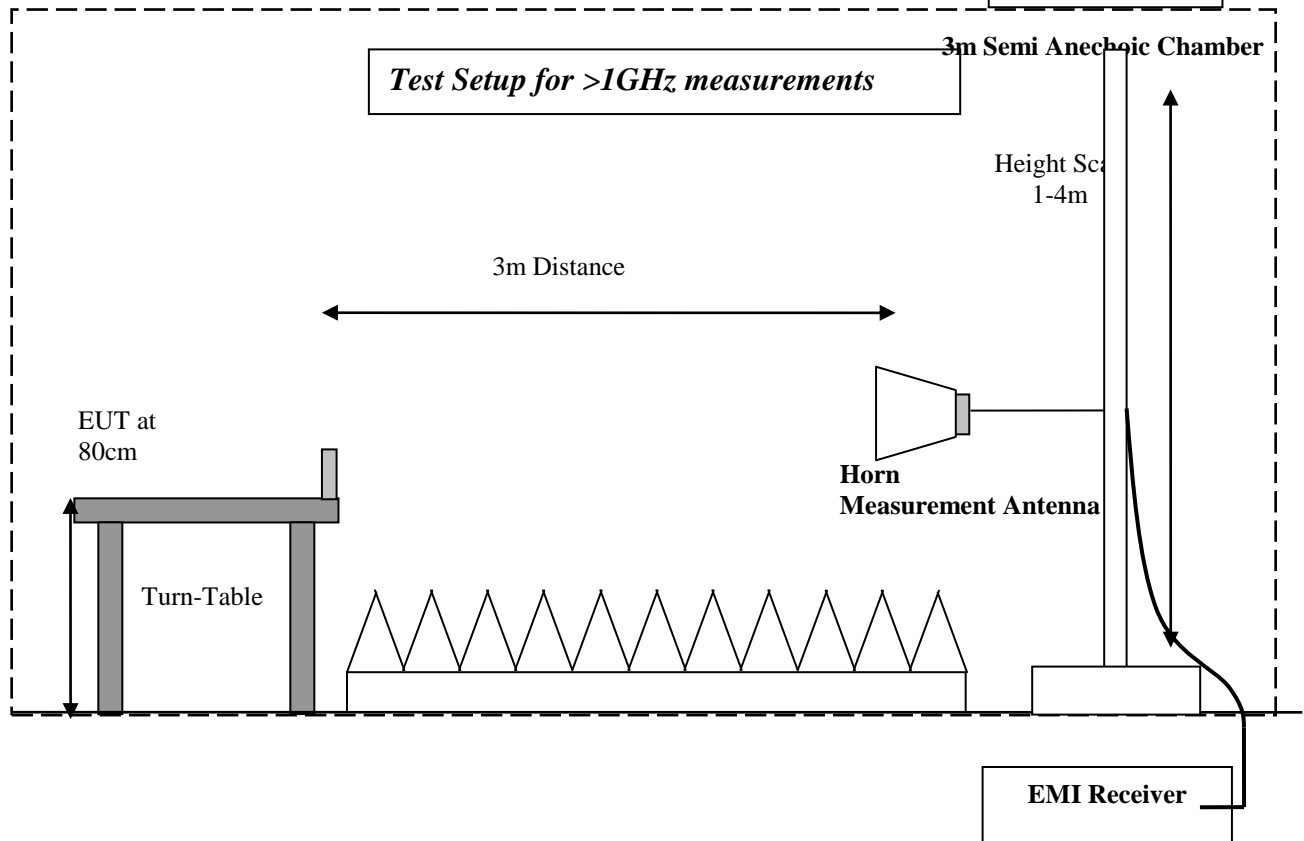 3m Semi Anechoic Chamber
Test Setup for >1GHz measurements
Height Sca
1-4m
3m Distance
EUT at
80cm
Horn
Measurement Antenna
Turn-Table
EMI Receiver